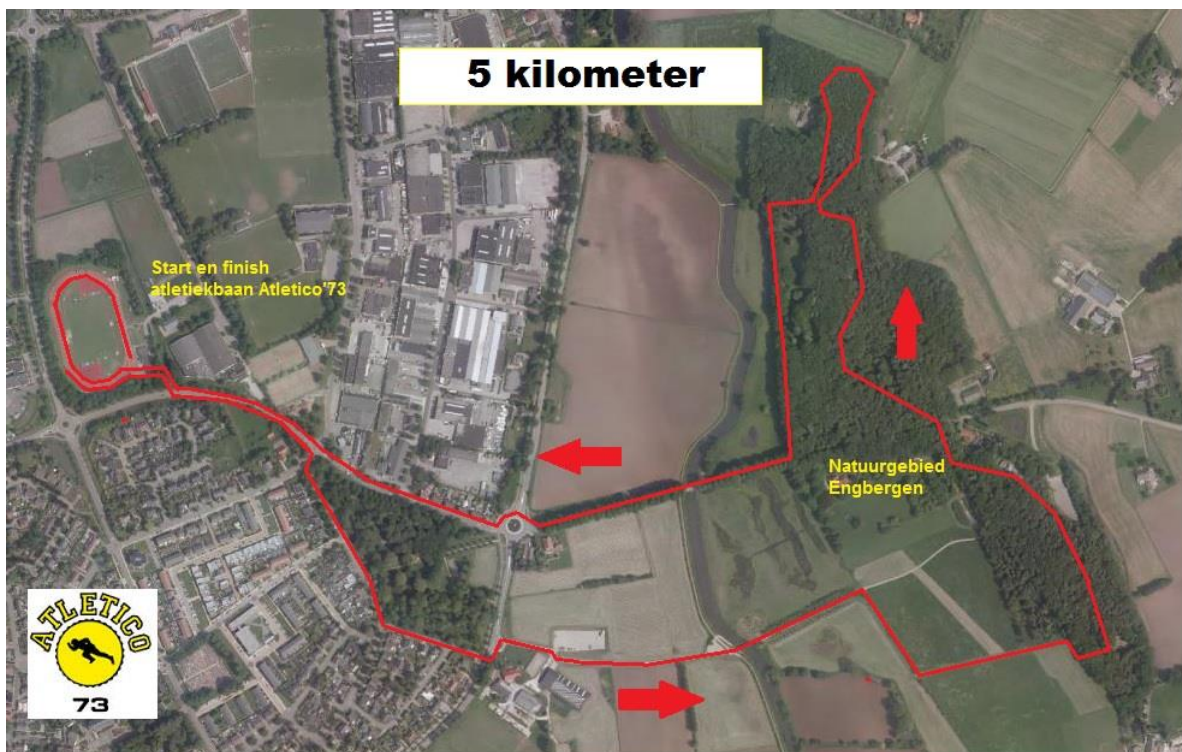 5 kilometer
Start en finish
atletiekbaan Atletico'73
Natuurgebied
Engbergen
ATLETICO
73